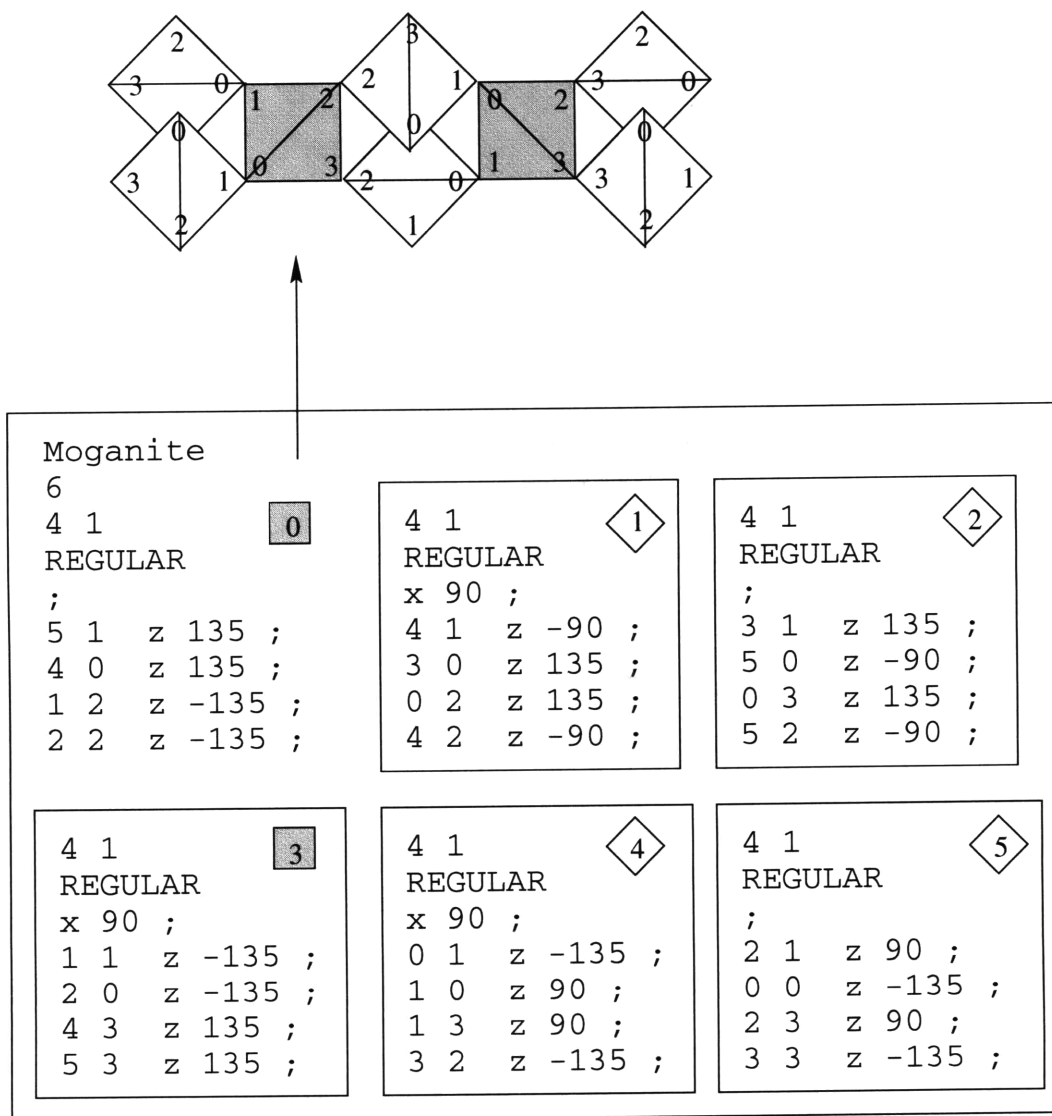 2 3 2
3 0 1 2 2 1 0 2 3 0
0 0 0
3 1 0 3 2 0 1 3 3 1
2 1 2
Moganite
6
4 1 0
REGULAR
;
5 1 z 135 ;
4 0 z 135 ;
1 2 z -135 ;
2 2 z -135 ;
4 1 1
REGULAR
x 90 ;
4 1 z -90 ;
3 0 z 135 ;
0 2 z 135 ;
4 2 z -90 ;
4 1 2
REGULAR
;
3 1 z 135 ;
5 0 z -90 ;
0 3 z 135 ;
5 2 z -90 ;
4 1 3
REGULAR
x 90 ;
1 1 z -135 ;
2 0 z -135 ;
4 3 z 135 ;
5 3 z 135 ;
4 1 4
REGULAR
x 90 ;
0 1 z -135 ;
1 0 z 90 ;
1 3 z 90 ;
3 2 z -135 ;
4 1 5
REGULAR
;
2 1 z 90 ;
0 0 z -135 ;
2 3 z 90 ;
3 3 z -135 ;